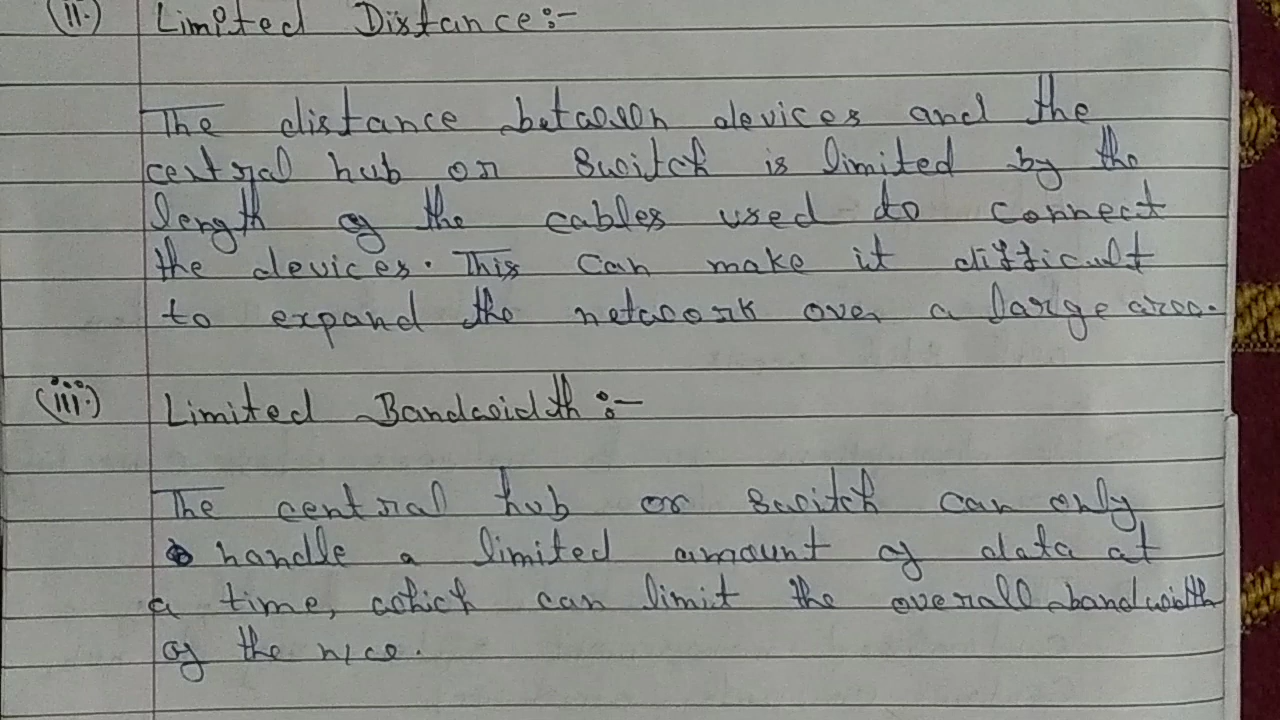 (ii.) Limited Distance:-
The distance between devices and the
central hub or switch is limited by the
length of the cables used to connect
the devices. This can make it difficult
to expand the network over a large area.
(iii.) Limited Bandwidth:-
The central hub or switch can only
handle a limited amount of data at
a time, which can limit the overall bandwidth
of the n/ce.